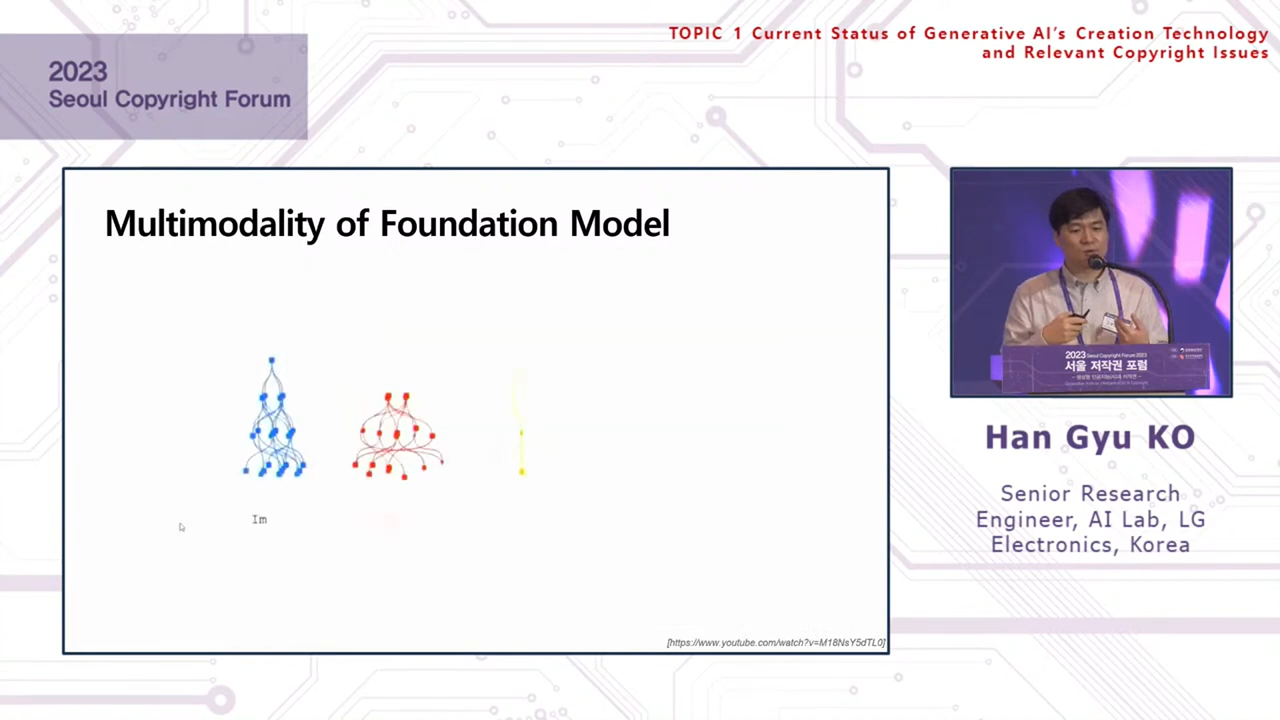 TOPIC 1 Current Status of Generative AI's Creation Technology
and Relevant Copyright Issues
2023
Seoul Copyright Forum
Multimodality of Foundation Model
Im
[https://www.youtube.com/watch?v=M18NsY5dTL0]
2023 Seoul Copyright Forum 2023
서울 저작권 포럼
Han Gyu KO
Senior Research
Engineer, AI Lab, LG
Electronics, Korea